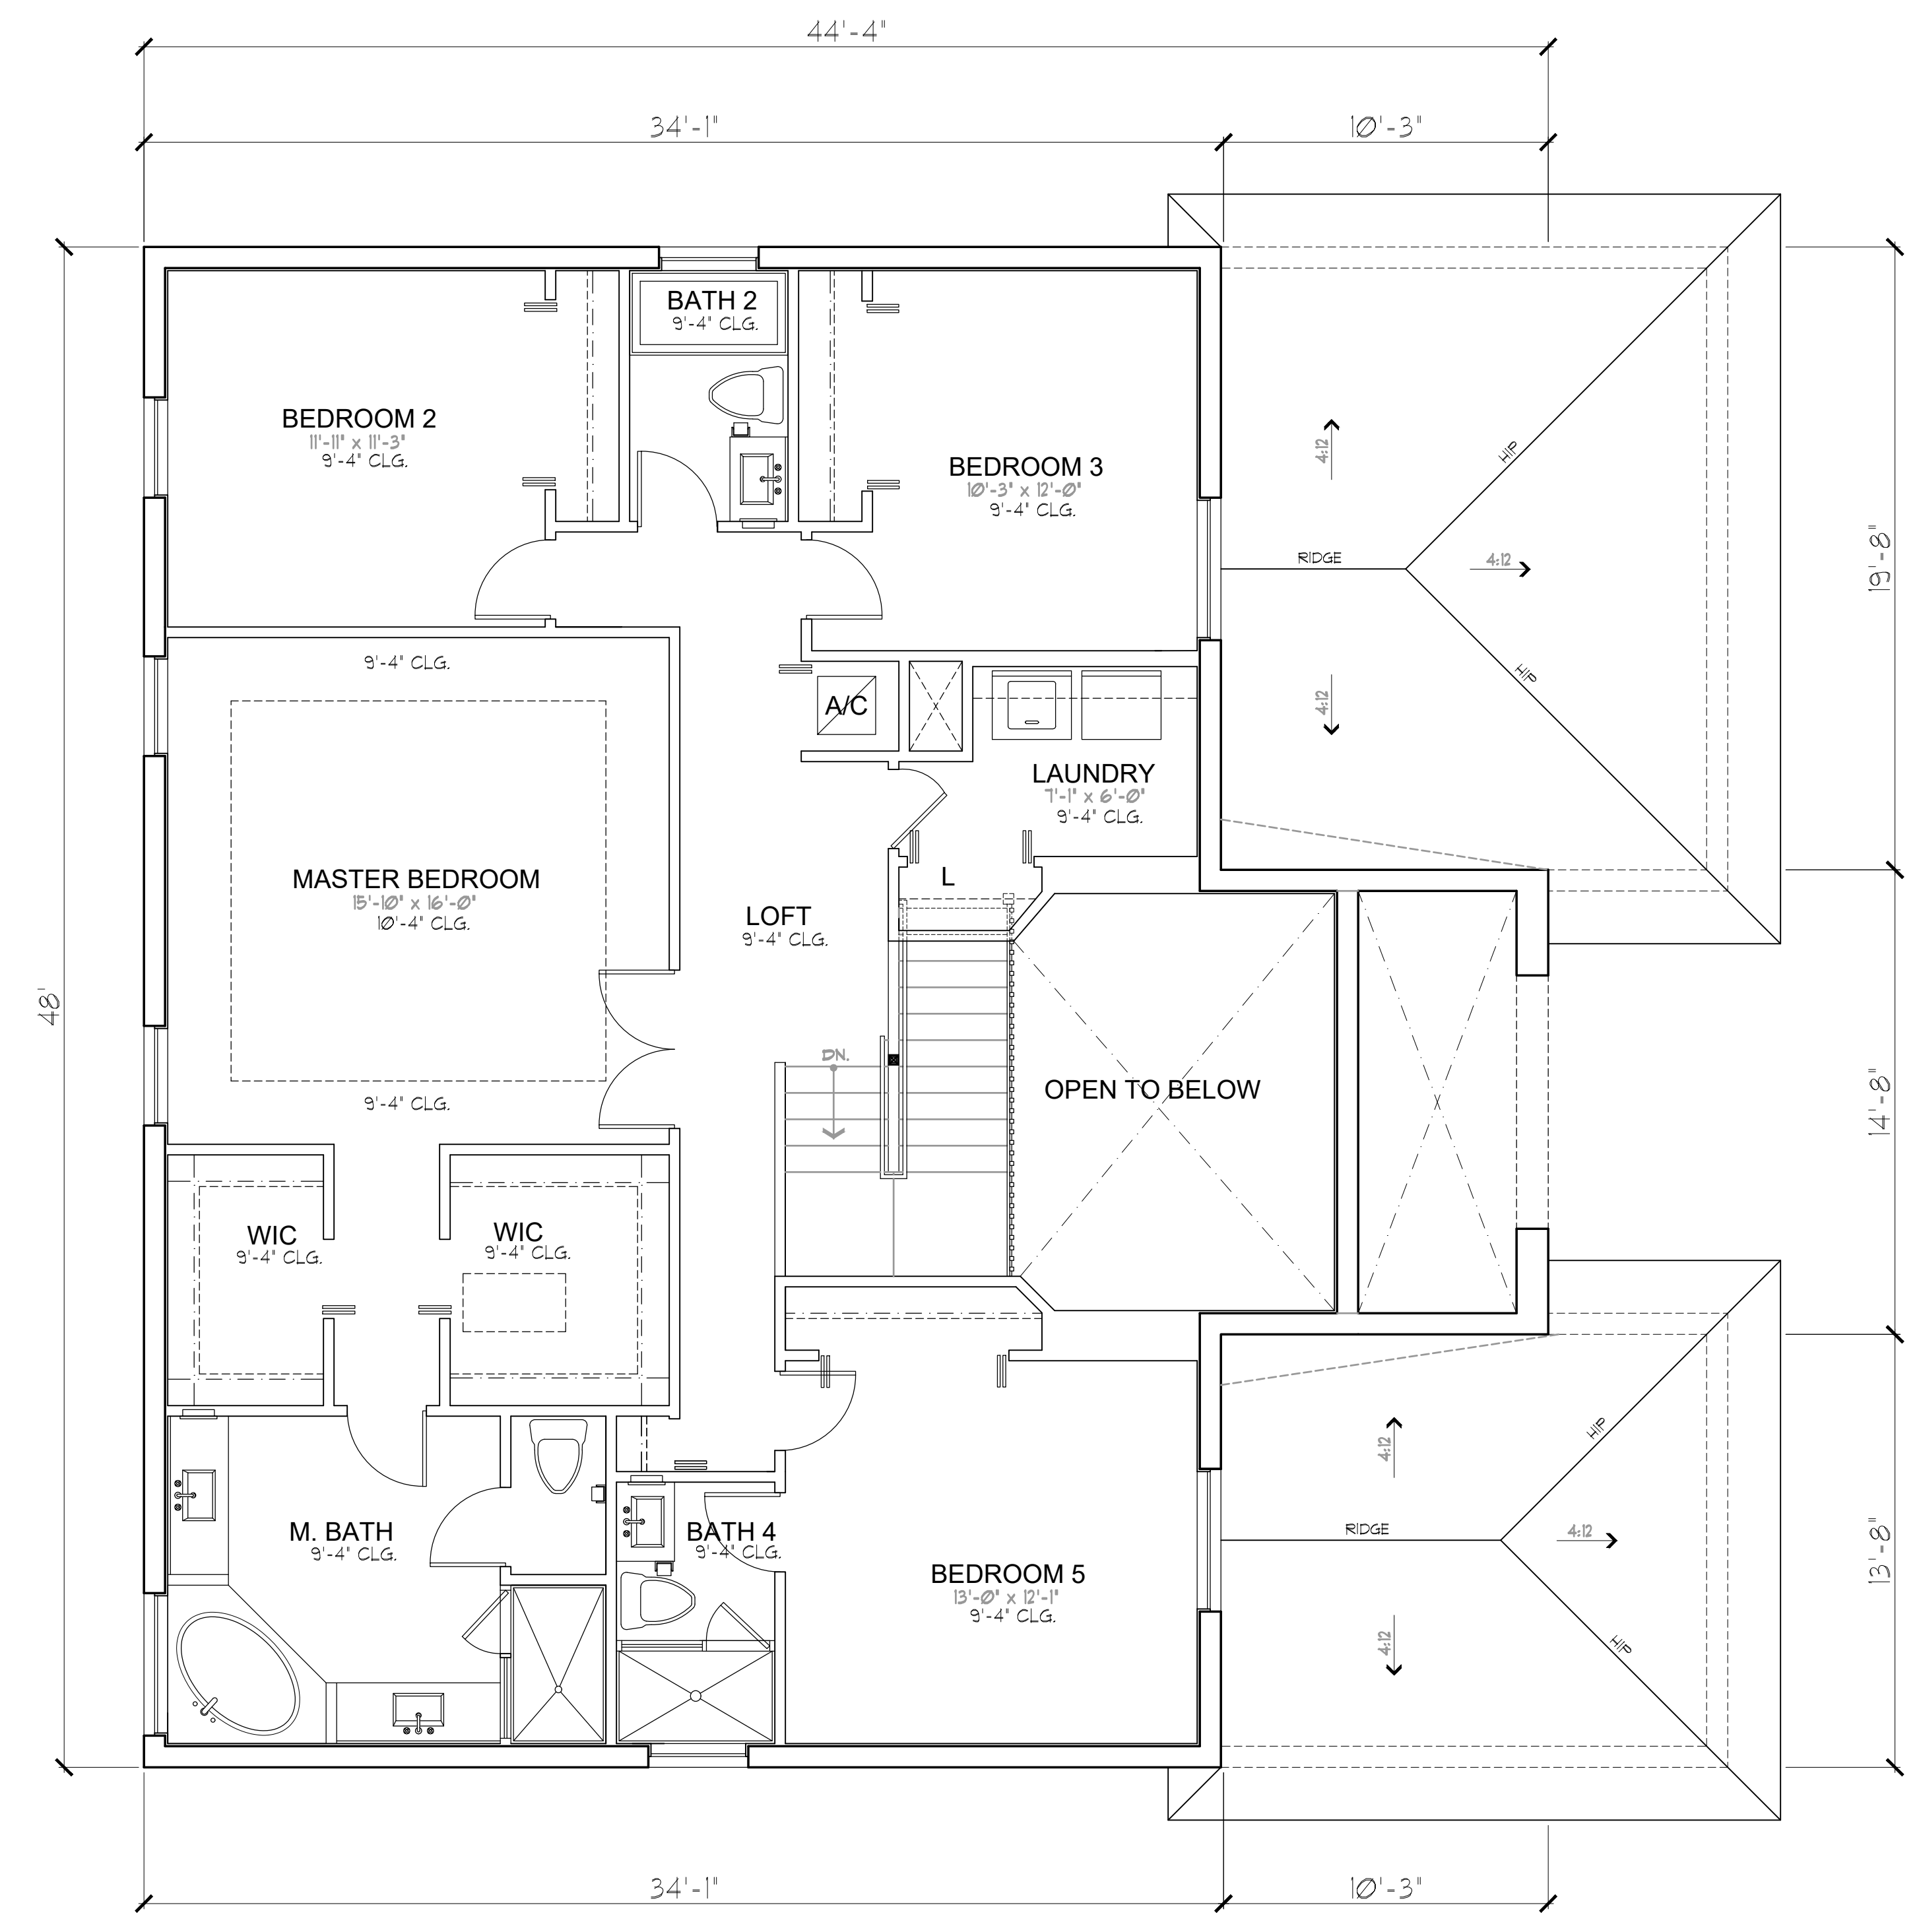 44'-4"
34'-1"
10'-3"
BATH 2
9'-4" CLG.
BEDROOM 2
11'-11" x 11'-3"
9'-4" CLG.
BEDROOM 3
10'-3" x 12'-0"
9'-4" CLG.
4:12
HIP
RIDGE
4:12
19'-8"
9'-4" CLG.
HIP
4:12
A/C
LAUNDRY
7'-1" x 6'-0"
9'-4" CLG.
MASTER BEDROOM
15'-10" x 16'-0"
10'-4" CLG.
L
LOFT
9'-4" CLG.
48'
DN.
OPEN TO BELOW
14'-8"
9'-4" CLG.
WIC
9'-4" CLG.
WIC
9'-4" CLG.
4:12
HIP
M. BATH
9'-4" CLG.
BATH 4
9'-4" CLG.
RIDGE
4:12
13'-8"
BEDROOM 5
13'-0" x 12'-1"
9'-4" CLG.
4:12
HIP
34'-1"
10'-3"